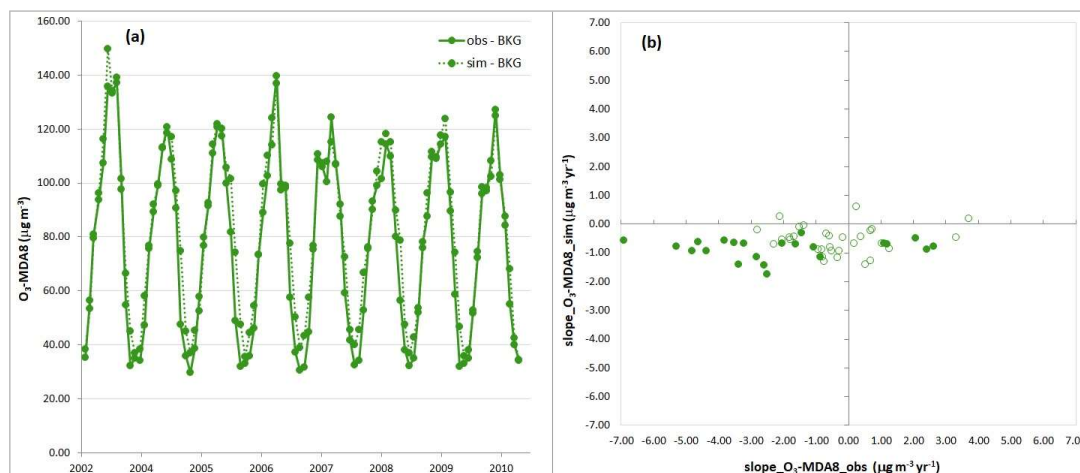 160.00
140.00
120.00
100.00
80.00
60.00
40.00
20.00
0.00
O₃-MDA8 (µg m⁻³)
(a)
obs - BKG
sim - BKG
2002 2003 2004 2005 2006 2007 2009 2010
(b)
7.00
6.00
5.00
4.00
3.00
2.00
1.00
0.00
-1.00
-2.00
-3.00
-4.00
-5.00
-6.00
-7.00
slope_O₃-MDA8_sim (µg m⁻³ yr⁻¹)
-7.00 -6.00 -5.00 -4.00 -3.00 -2.00 -1.00 0.00 1.00 2.00 3.00 4.00 5.00 6.00 7.0
slope_O₃-MDA8_obs (µg m⁻³ yr⁻¹)